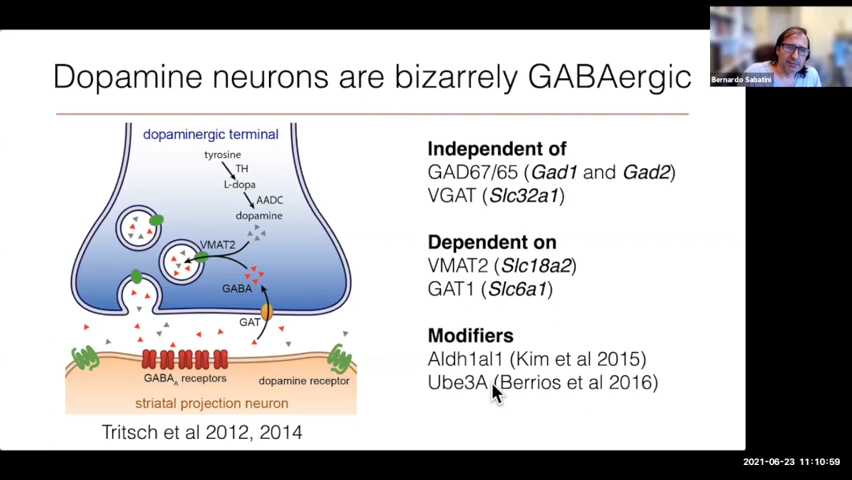 Dopamine neurons are bizarrely GABAergic
Bernardo Sabatini
dopaminergic terminal
tyrosine
TH
L-dopa
AADC
dopamine
VMAT2
GABA
GAT
GABAA receptors
dopamine receptor
striatal projection neuron
Tritsch et al 2012, 2014
Independent of
GAD67/65 (Gad1 and Gad2)
VGAT (Slc32a1)
Dependent on
VMAT2 (Slc18a2)
GAT1 (Slc6a1)
Modifiers
Aldh1al1 (Kim et al 2015)
Ube3A (Berrios et al 2016)
2021-06-23 11:10:59